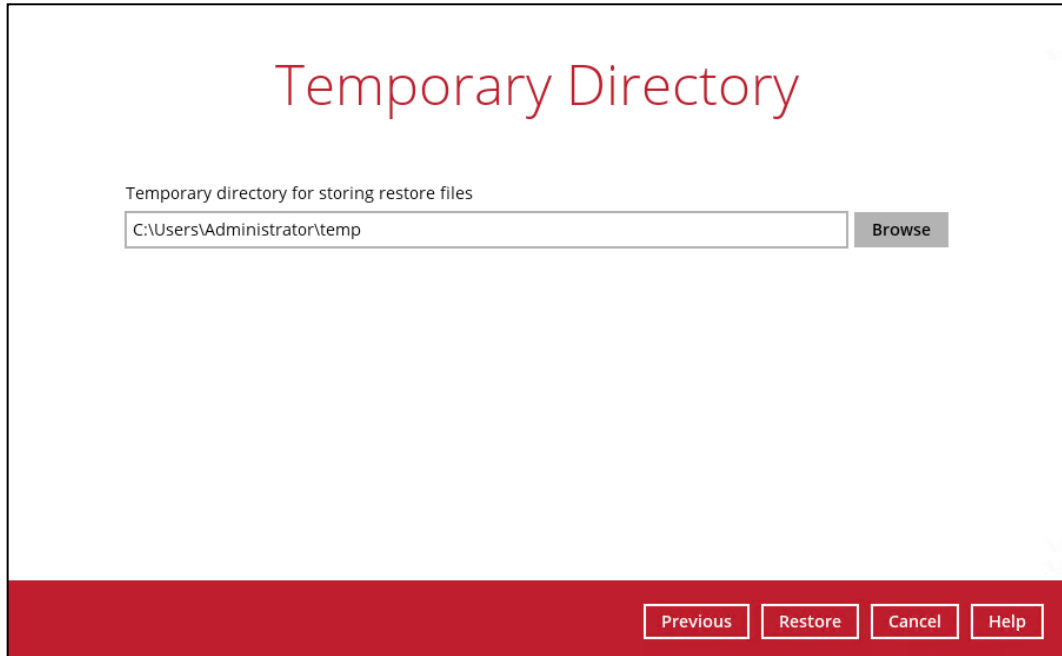 Temporary Directory
Temporary directory for storing restore files
C:\Users\Administrator\temp
Browse
Previous
Restore
Cancel
Help